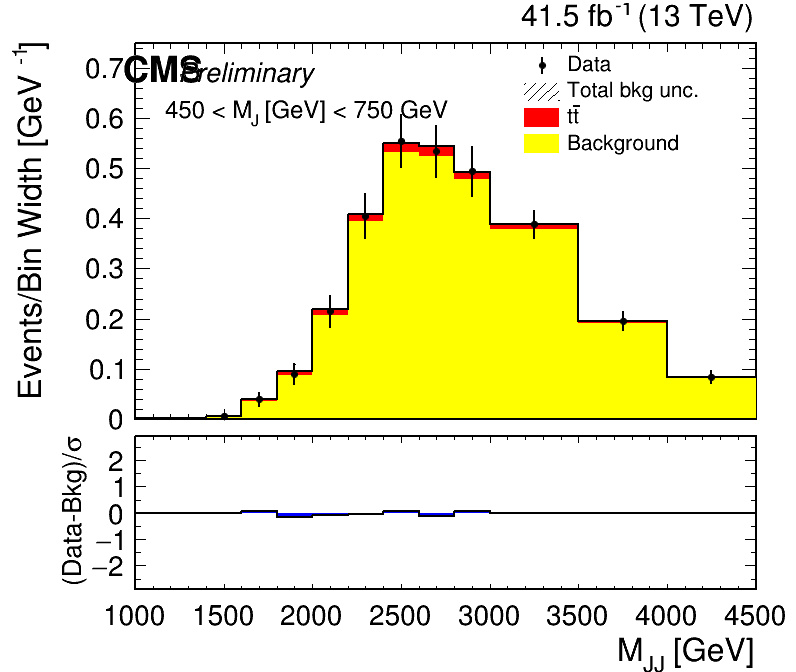 41.5 fb⁻¹ (13 TeV)
CMS Preliminary
450 < M_J [GeV] < 750 GeV
Data
Total bkg unc.
tt̄
Background
Events/Bin Width [GeV⁻¹]
0.7
0.6
0.5
0.4
0.3
0.2
0.1
0
(Data-Bkg)/σ
2
1
0
−1
−2
1000 1500 2000 2500 3000 3500 4000 4500
M_JJ [GeV]